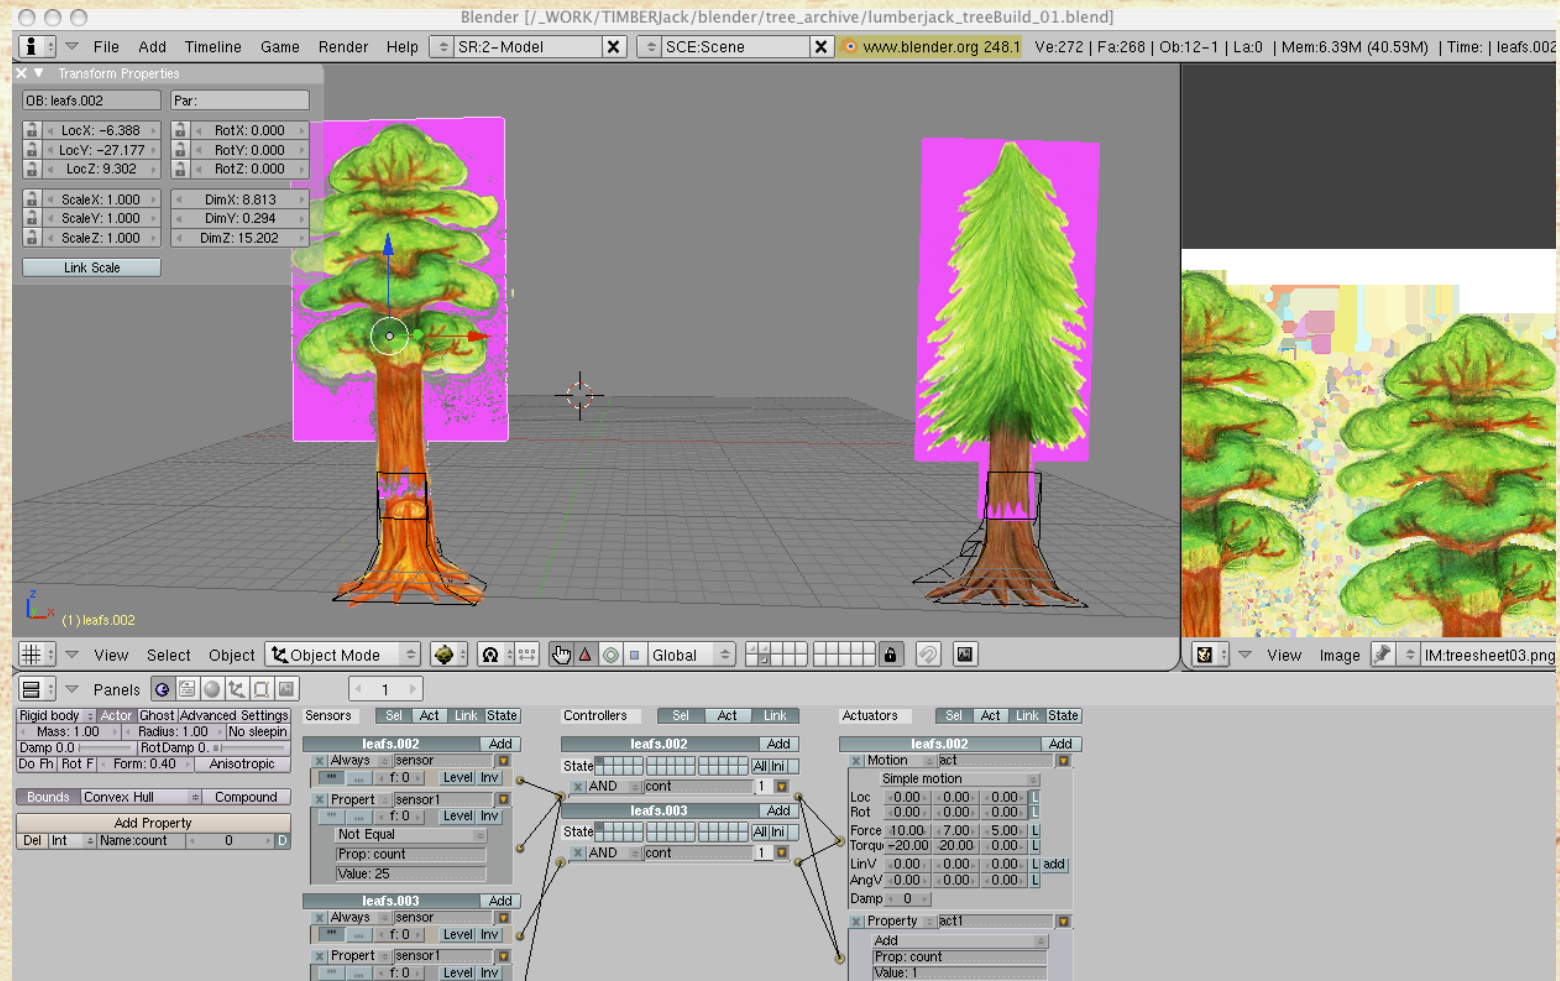 Blender [/_WORK/TIMBERJack/blender/tree_archive/lumberjack_treeBuild_01.blend]
File Add Timeline Game Render Help SR:2-Model SCE:Scene www.blender.org 248.1 Ve:272 | Fa:268 | Ob:12-1 | La:0 | Mem:6.39M (40.59M) | Time: | leafs.002
Transform Properties
OB: leafs.002 Par:
LocX: -6.388 RotX: 0.000
LocY: -27.177 RotY: 0.000
LocZ: 9.302 RotZ: 0.000
ScaleX: 1.000 DimX: 8.813
ScaleY: 1.000 DimY: 0.294
ScaleZ: 1.000 DimZ: 15.202
Link Scale
z
x
(1) leafs.002
View Select Object Object Mode Global View Image IM:treesheet03.png
Panels 1
Rigid body Actor Ghost Advanced Settings Sensors Sel Act Link State Controllers Sel Act Link Actuators Sel Act Link State
Mass: 1.00 Radius: 1.00 No sleepin
Damp 0.0 RotDamp 0.
Do Fh Rot F Form: 0.40 Anisotropic
Bounds Convex Hull Compound
Add Property
Del Int Name:count 0 D
leafs.002 Add
Always sensor
f: 0 Level Inv
Propert sensor1
f: 0 Level Inv
Not Equal
Prop: count
Value: 25
leafs.003 Add
Always sensor
f: 0 Level Inv
Propert sensor1
f: 0 Level Inv
leafs.002 Add
State All Ini
AND cont 1
leafs.003 Add
State All Ini
AND cont 1
leafs.002 Add
Motion act
Simple motion
Loc 0.00 0.00 0.00 L
Rot 0.00 0.00 0.00 L
Force 10.00 7.00 5.00 L
Torqu -20.00 20.00 0.00 L
LinV 0.00 0.00 0.00 L add
AngV 0.00 0.00 0.00 L
Damp 0
Property act1
Add
Prop: count
Value: 1